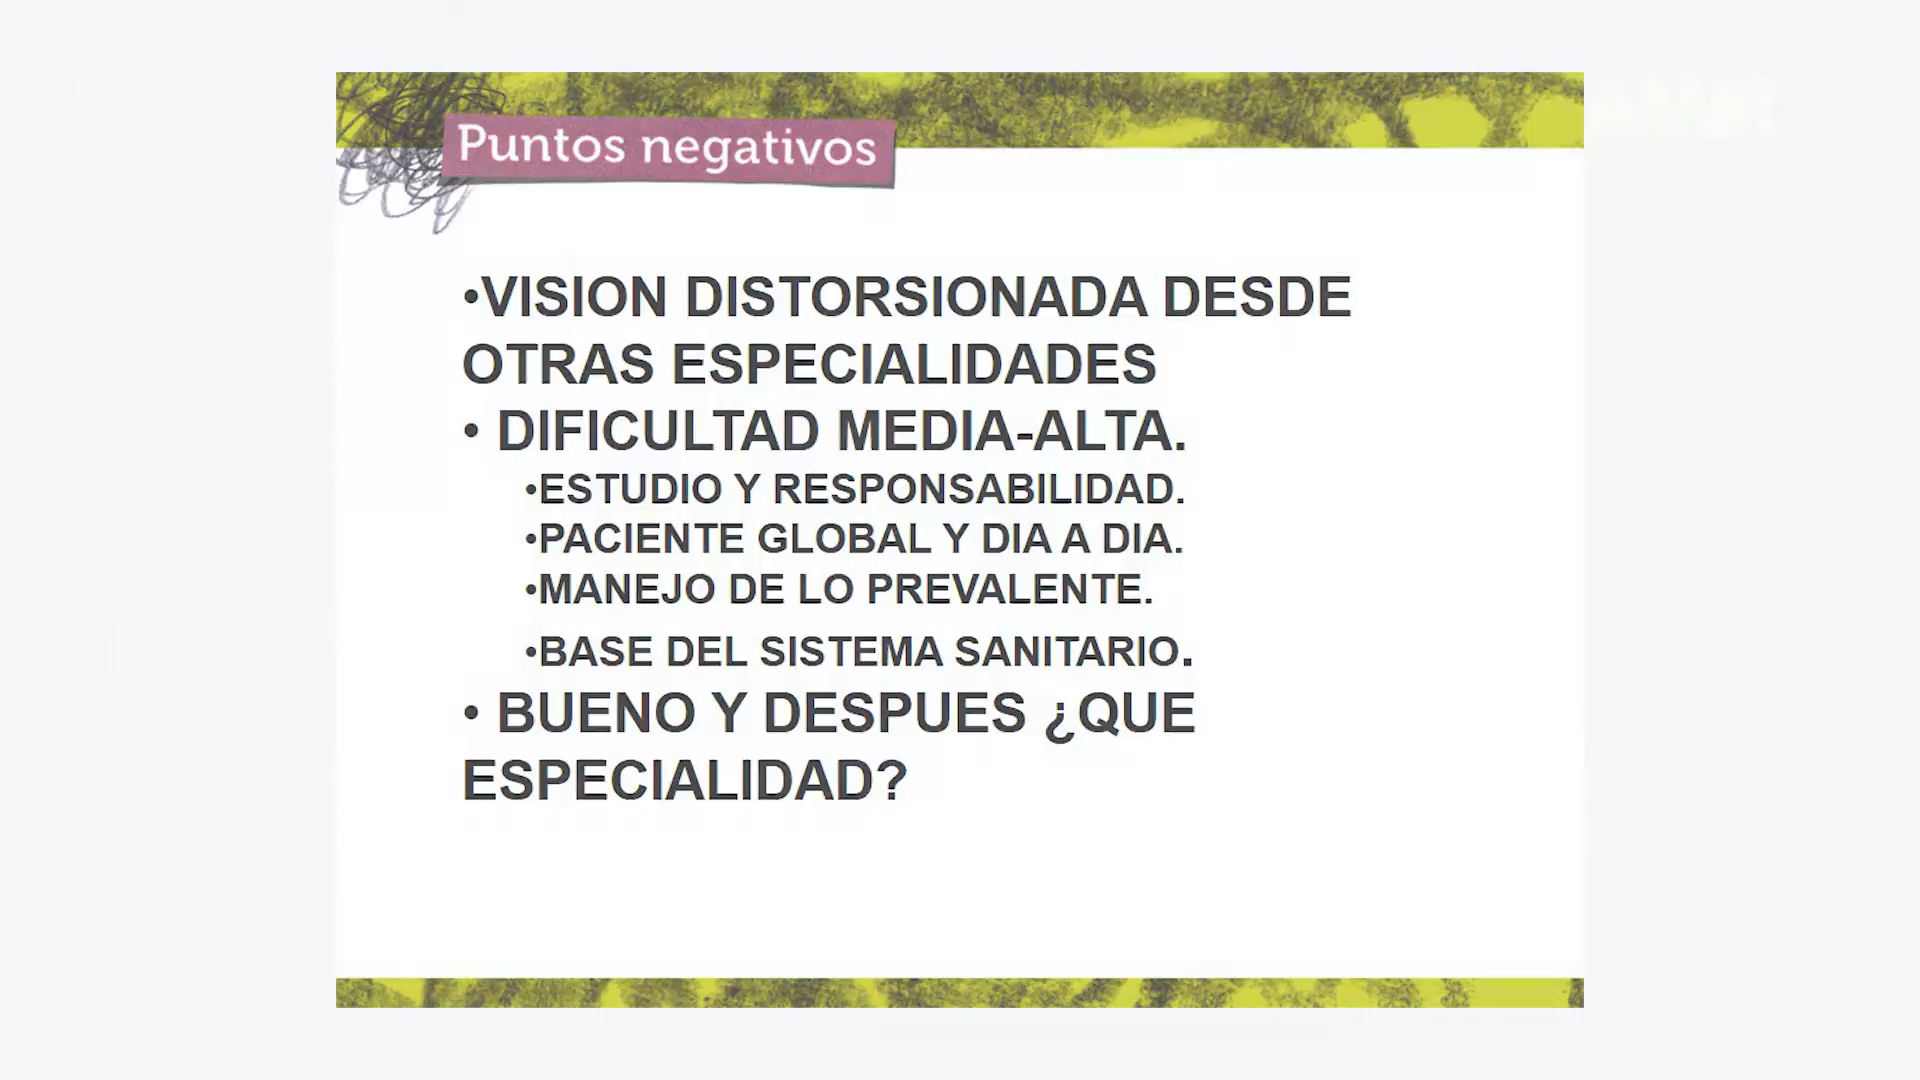 Puntos negativos
•VISION DISTORSIONADA DESDE
OTRAS ESPECIALIDADES
• DIFICULTAD MEDIA-ALTA.
•ESTUDIO Y RESPONSABILIDAD.
•PACIENTE GLOBAL Y DIA A DIA.
•MANEJO DE LO PREVALENTE.
•BASE DEL SISTEMA SANITARIO.
• BUENO Y DESPUES ¿QUE
ESPECIALIDAD?